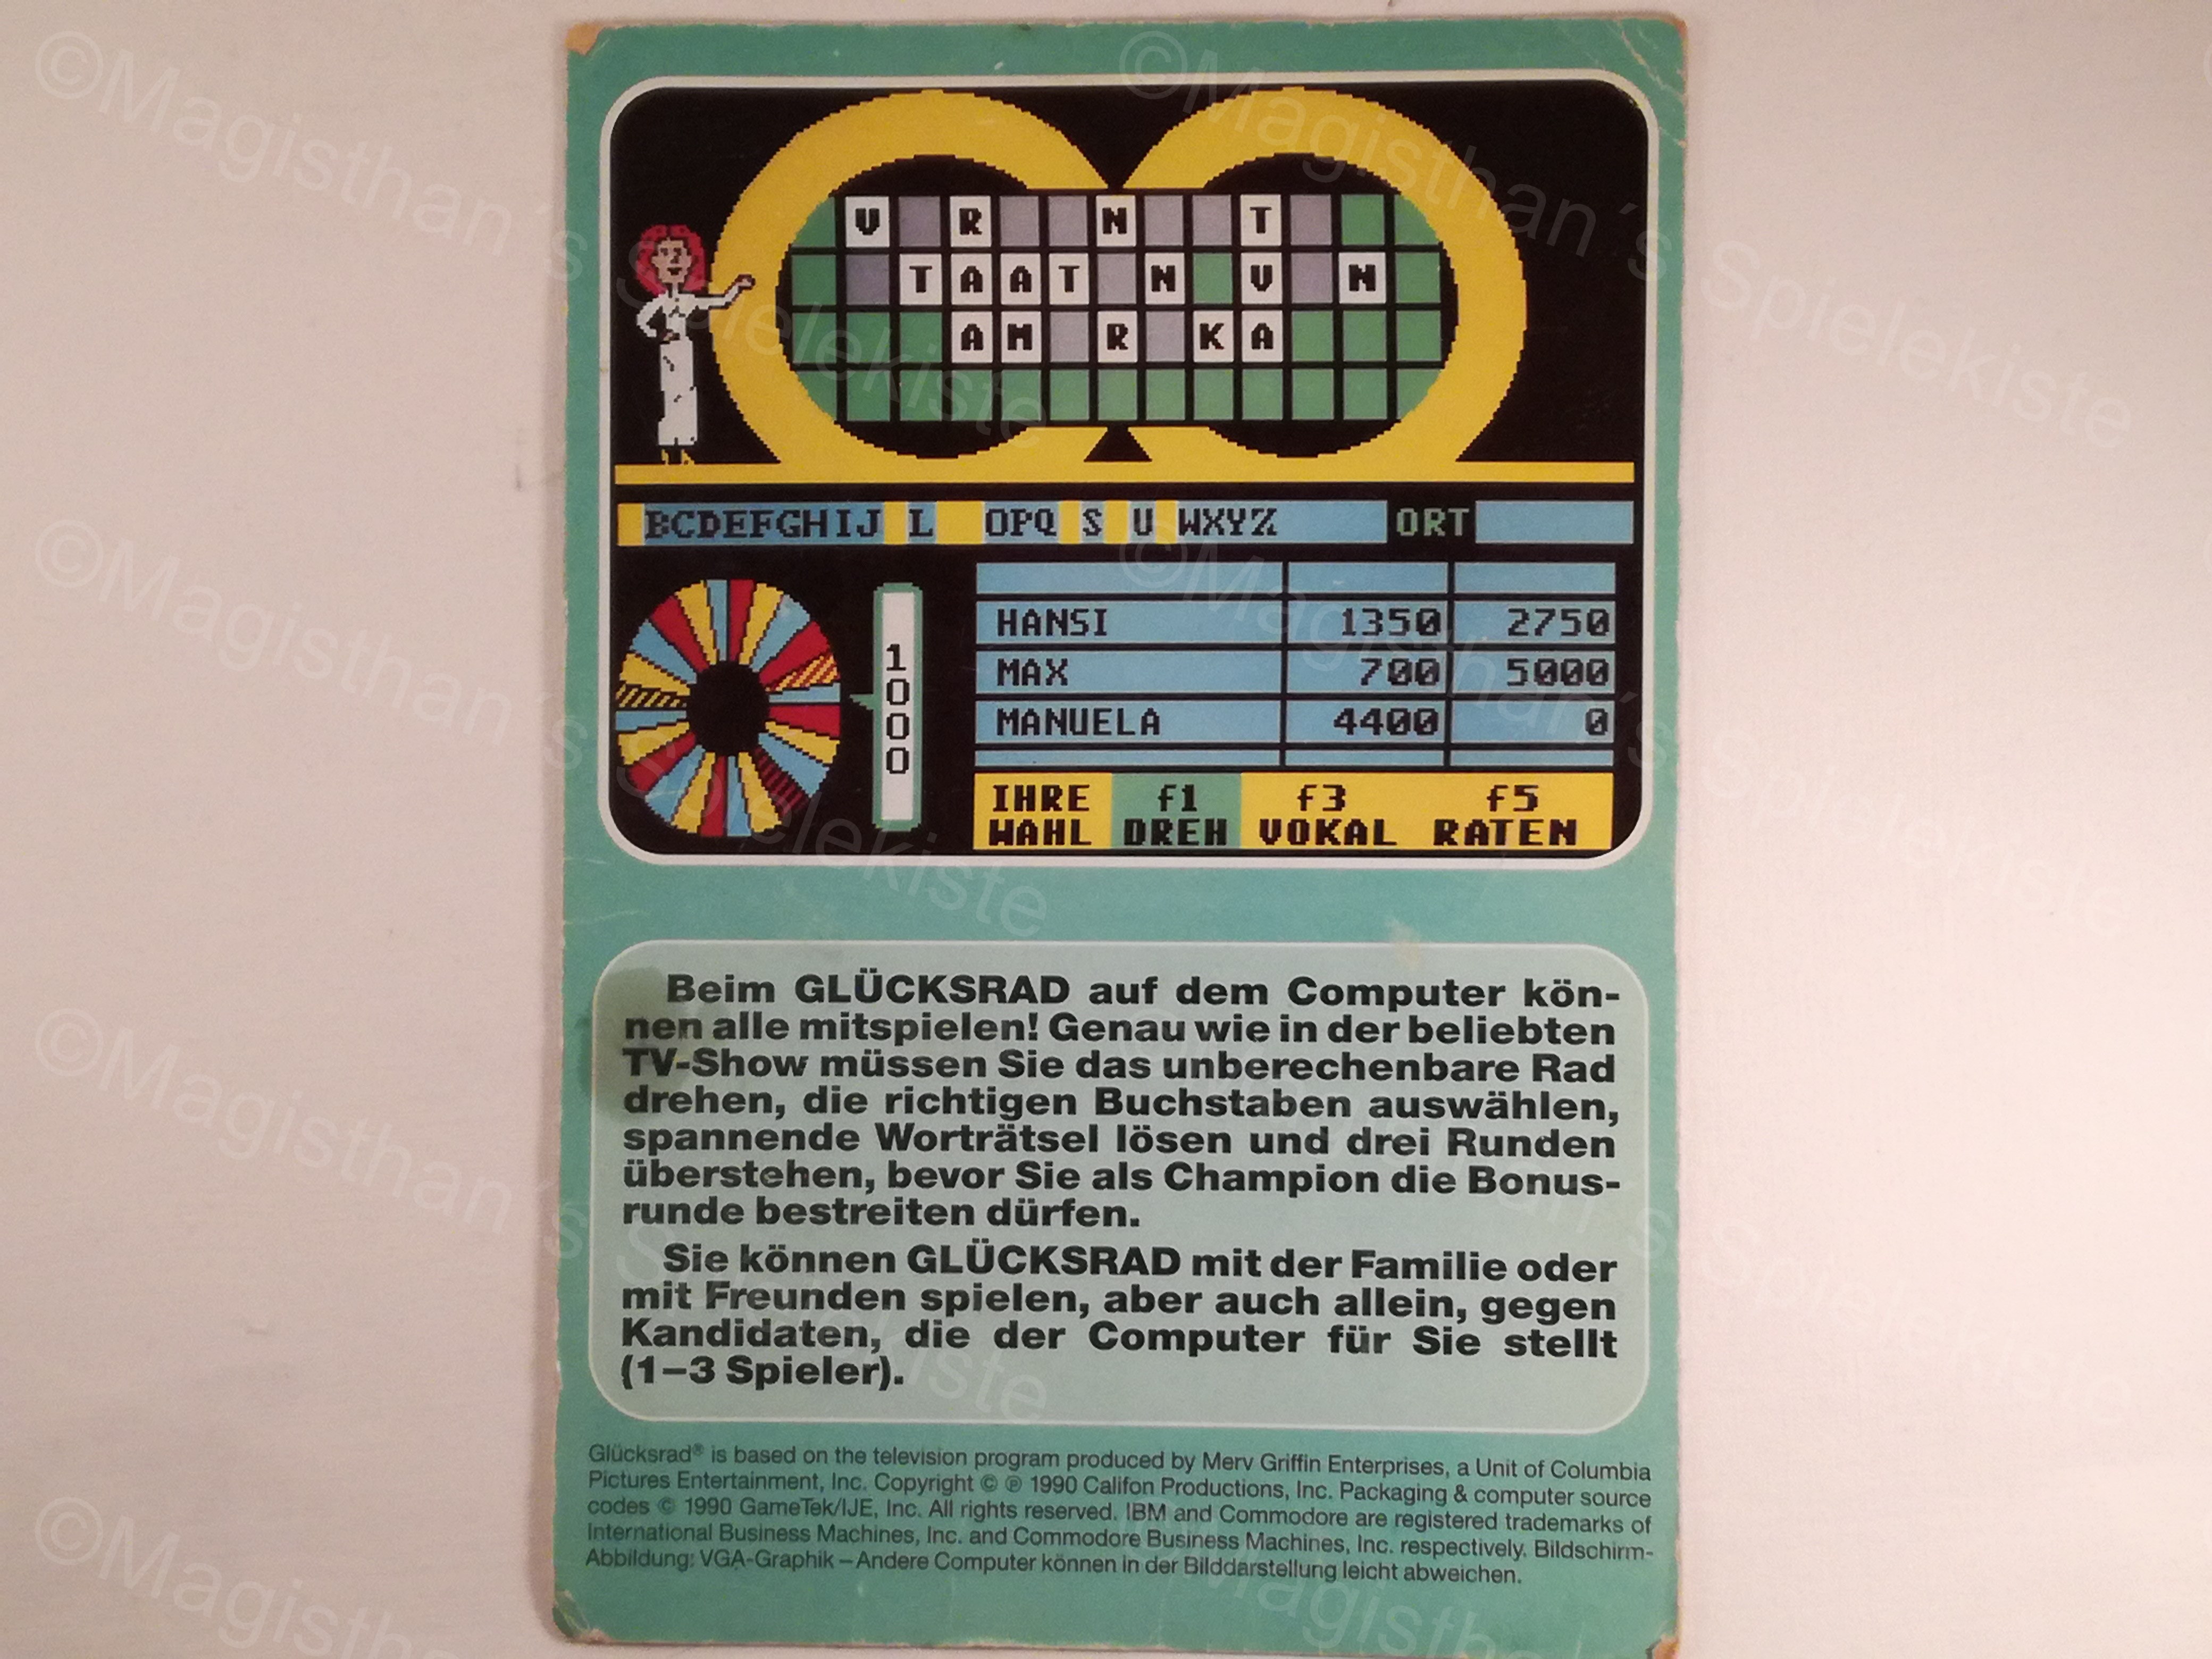 V R N T
TAAT N V N
AM R KA
BCDEFGHIJ L OPQ S U WXYZ ORT
1000
HANSI 1350 2750
MAX 700 5000
MANUELA 4400 0
IHRE f1 f3 f5
WAHL DREH VOKAL RATEN
Beim GLÜCKSRAD auf dem Computer kön-
nen alle mitspielen! Genau wie in der beliebten
TV-Show müssen Sie das unberechenbare Rad
drehen, die richtigen Buchstaben auswählen,
spannende Worträtsel lösen und drei Runden
überstehen, bevor Sie als Champion die Bonus-
runde bestreiten dürfen.
Sie können GLÜCKSRAD mit der Familie oder
mit Freunden spielen, aber auch allein, gegen
Kandidaten, die der Computer für Sie stellt
(1–3 Spieler).
Glücksrad® is based on the television program produced by Merv Griffin Enterprises, a Unit of Columbia
Pictures Entertainment, Inc. Copyright © ℗ 1990 Califon Productions, Inc. Packaging & computer source
codes © 1990 GameTek/IJE, Inc. All rights reserved. IBM and Commodore are registered trademarks of
International Business Machines, Inc. and Commodore Business Machines, Inc. respectively. Bildschirm-
Abbildung: VGA-Graphik – Andere Computer können in der Bilddarstellung leicht abweichen.
©Magisthan´s Spielekiste
©Magisthan´s Spielekiste
©Magisthan´s Spielekiste
©Magisthan´s Spielekiste
©Magisthan´s Spielekiste